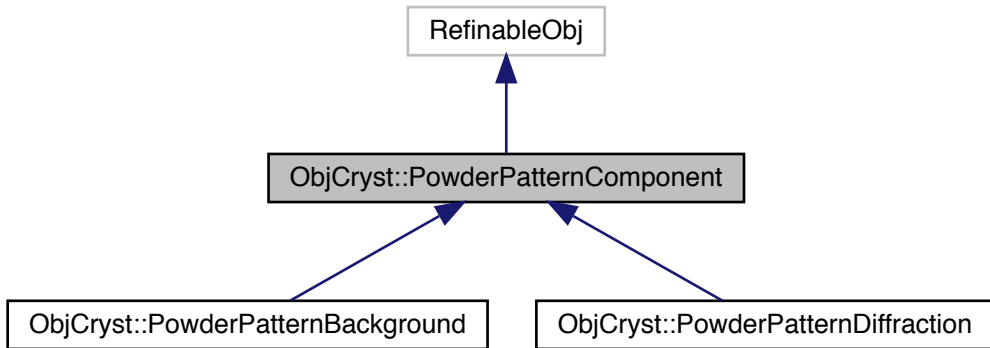 RefinableObj
ObjCryst::PowderPatternComponent
ObjCryst::PowderPatternBackground
ObjCryst::PowderPatternDiffraction